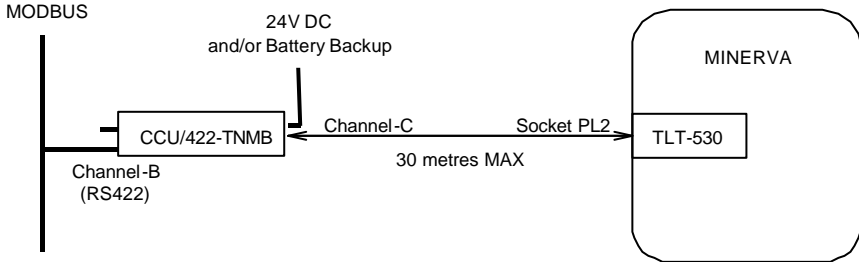 MODBUS
24V DC
and/or Battery Backup
MINERVA
CCU/422-TNMB
Channel-C
Socket PL2
TLT-530
30 metres MAX
Channel-B
(RS422)